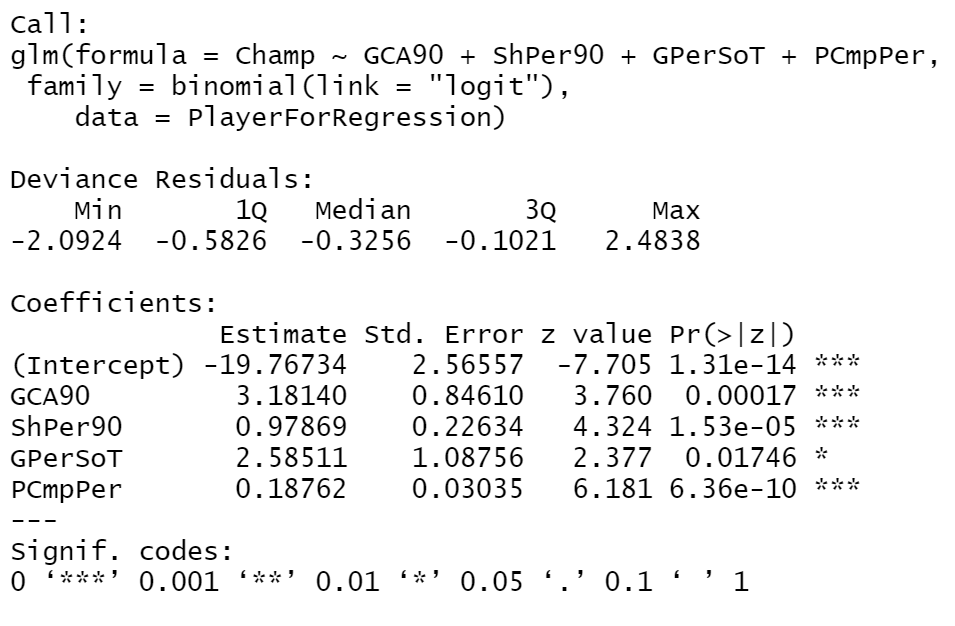 Call:
glm(formula = Champ ~ GCA90 + ShPer90 + GPerSoT + PCmpPer,
 family = binomial(link = "logit"),
    data = PlayerForRegression)

Deviance Residuals:
    Min       1Q   Median       3Q      Max
-2.0924  -0.5826  -0.3256  -0.1021   2.4838

Coefficients:
             Estimate Std. Error z value Pr(>|z|)
(Intercept) -19.76734    2.56557  -7.705 1.31e-14 ***
GCA90         3.18140    0.84610   3.760  0.00017 ***
ShPer90       0.97869    0.22634   4.324 1.53e-05 ***
GPerSoT       2.58511    1.08756   2.377  0.01746 *
PCmpPer       0.18762    0.03035   6.181 6.36e-10 ***
---
Signif. codes:
0 ‘***’ 0.001 ‘**’ 0.01 ‘*’ 0.05 ‘.’ 0.1 ‘ ’ 1